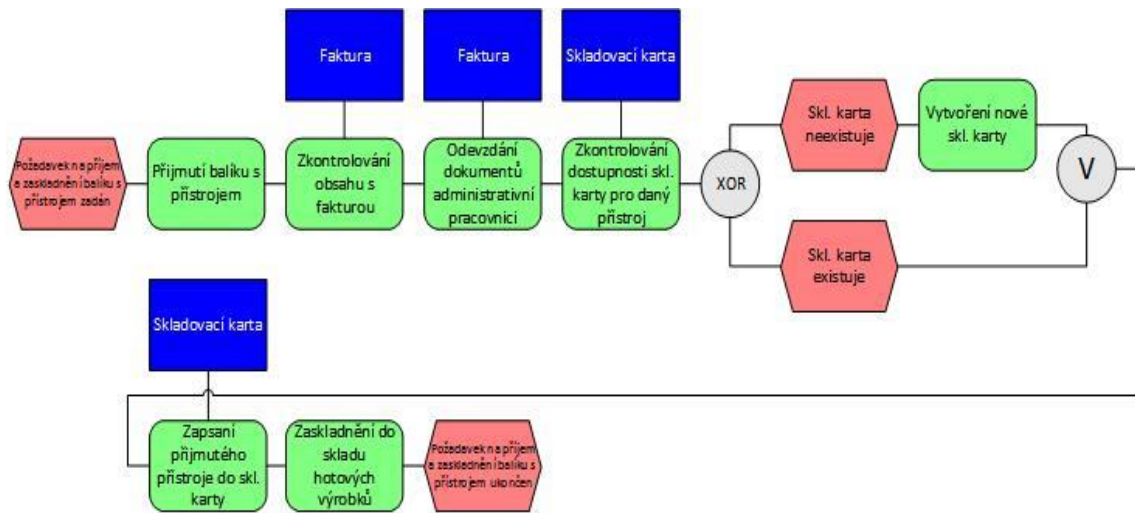 Faktura
Faktura
Skladovací karta
Požadavek na příjem
a zaskladnění balíku s
přístrojem zadán
Přijmutí balíku s
přístrojem
Zkontrolování
obsahu s
fakturou
Odevzdání
dokumentů
administrativní
pracovnici
Zkontrolování
dostupnosti skl.
karty pro daný
přístroj
XOR
Skl. karta
neexistuje
Vytvoření nové
skl. karty
V
Skl. karta
existuje
Skladovací karta
Zapsaní
přijmutého
přístroje do skl.
karty
Zaskladnění do
skladu
hotových
výrobků
Požadavek na příjem
a zaskladnění balíku s
přístrojem ukončen